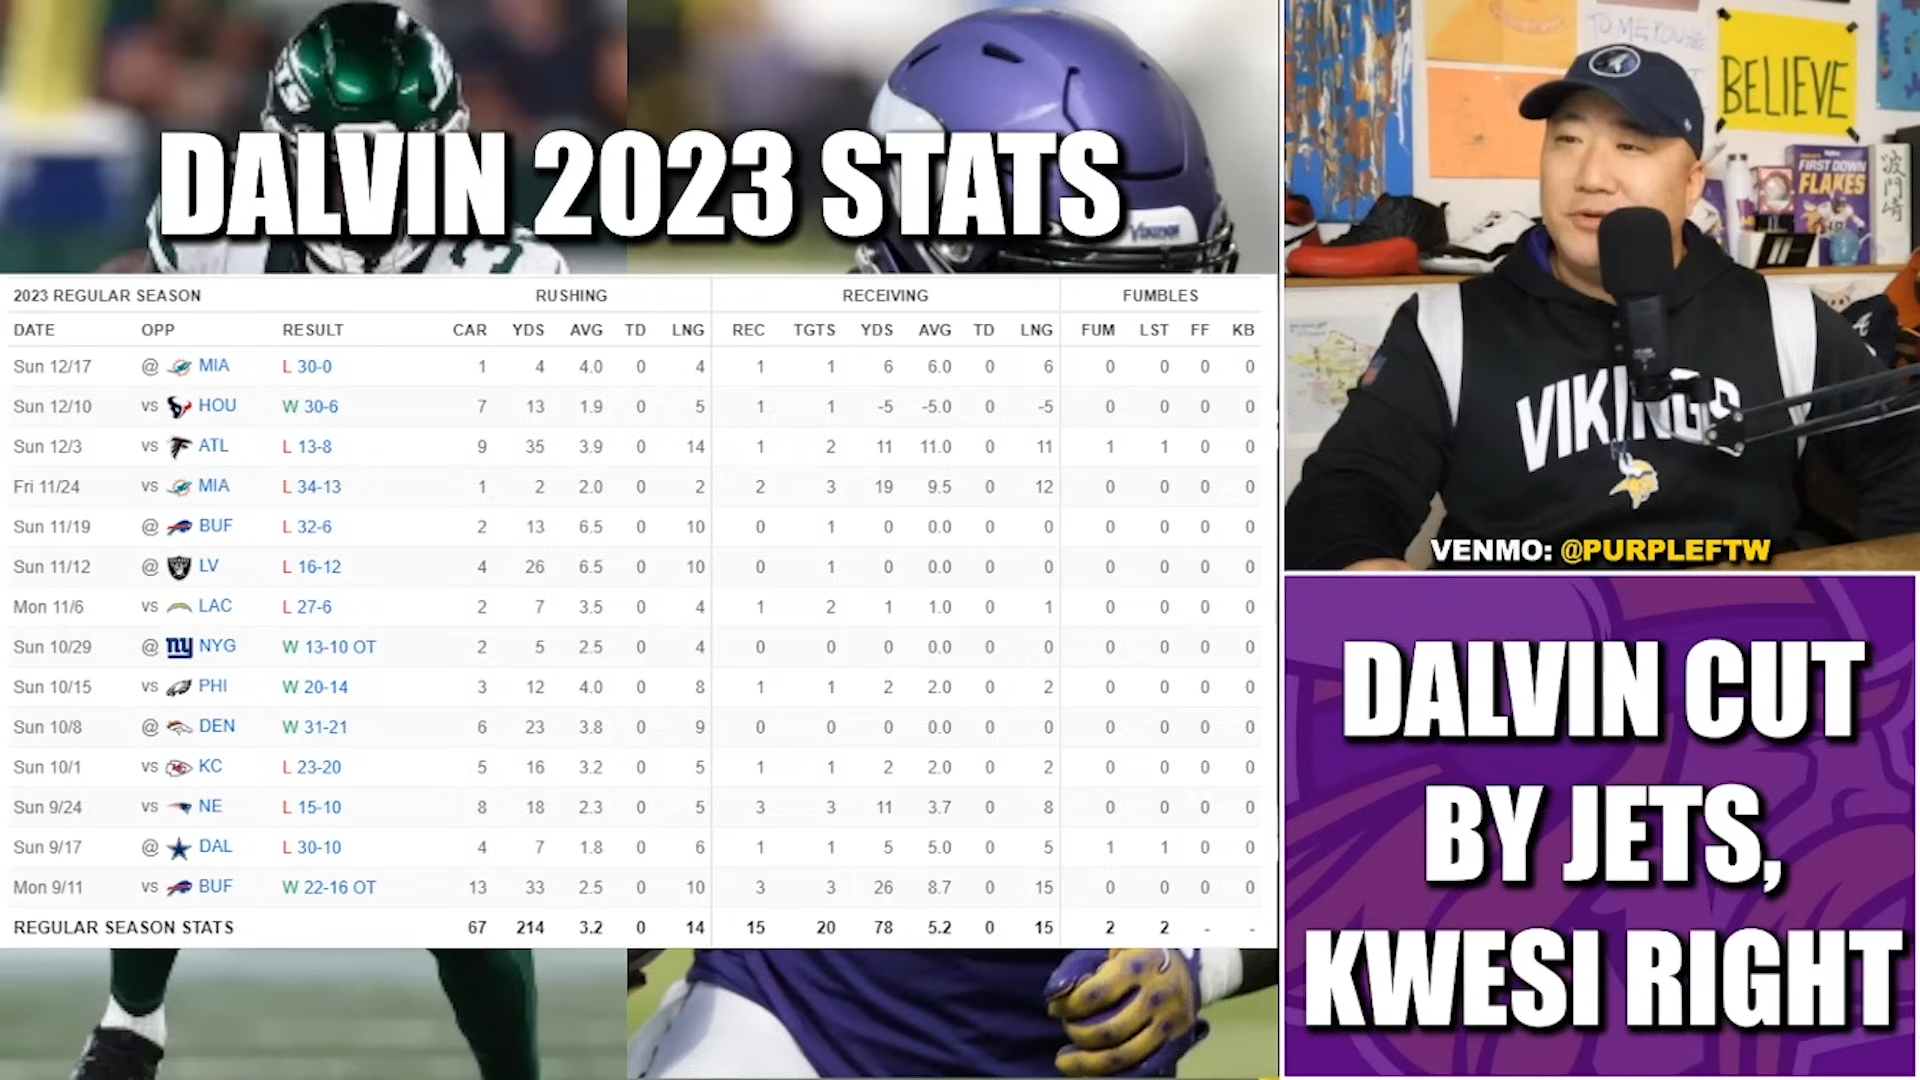 DALVIN 2023 STATS
2023 REGULAR SEASON RUSHING RECEIVING FUMBLES
DATE OPP RESULT CAR YDS AVG TD LNG REC TGTS YDS AVG TD LNG FUM LST FF KB
Sun 12/17 @ MIA L 30-0 1 4 4.0 0 4 1 1 6 6.0 0 6 0 0 0 0
Sun 12/10 vs HOU W 30-6 7 13 1.9 0 5 1 1 -5 -5.0 0 -5 0 0 0 0
Sun 12/3 vs ATL L 13-8 9 35 3.9 0 14 1 2 11 11.0 0 11 1 1 0 0
Fri 11/24 vs MIA L 34-13 1 2 2.0 0 2 2 3 19 9.5 0 12 0 0 0 0
Sun 11/19 @ BUF L 32-6 2 13 6.5 0 10 0 1 0 0.0 0 0 0 0 0 0
Sun 11/12 @ LV L 16-12 4 26 6.5 0 10 0 1 0 0.0 0 0 0 0 0 0
Mon 11/6 vs LAC L 27-6 2 7 3.5 0 4 1 2 1 1.0 0 1 0 0 0 0
Sun 10/29 @ ny NYG W 13-10 OT 2 5 2.5 0 4 0 0 0 0.0 0 0 0 0 0 0
Sun 10/15 vs PHI W 20-14 3 12 4.0 0 8 1 1 2 2.0 0 2 0 0 0 0
Sun 10/8 @ DEN W 31-21 6 23 3.8 0 9 0 0 0 0.0 0 0 0 0 0 0
Sun 10/1 vs KC L 23-20 5 16 3.2 0 5 1 1 2 2.0 0 2 0 0 0 0
Sun 9/24 vs NE L 15-10 8 18 2.3 0 5 3 3 11 3.7 0 8 0 0 0 0
Sun 9/17 @ DAL L 30-10 4 7 1.8 0 6 1 1 5 5.0 0 5 1 1 0 0
Mon 9/11 vs BUF W 22-16 OT 13 33 2.5 0 10 3 3 26 8.7 0 15 0 0 0 0
REGULAR SEASON STATS 67 214 3.2 0 14 15 20 78 5.2 0 15 2 2 - -
VIKINGS
TO ME YOU ARE
BELIEVE
FIRST DOWN
FLAKES
波門崎
VIKINGS
VENMO: @PURPLEFTW
DALVIN CUT
BY JETS,
KWESI RIGHT